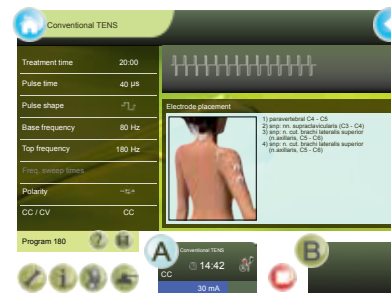 Conventional TENS
Treatment time 20:00
Pulse time 40 µs
Pulse shape
Base frequency 80 Hz
Top frequency 180 Hz
Freq. sweep times
Polarity
CC / CV CC
Program 180
Electrode placement
1) paravertebral C4 - C5
2) snp: nn. supraclavicularis (C3 - C4)
3) snp: n. cut. brachi lateralis superior
(n.axillaris, C5 - C6)
4) snp: n. cut. brachi lateralis superior
(n.axillaris, C5 - C6)
A
Conventional TENS
14:42
CC
30 mA
B